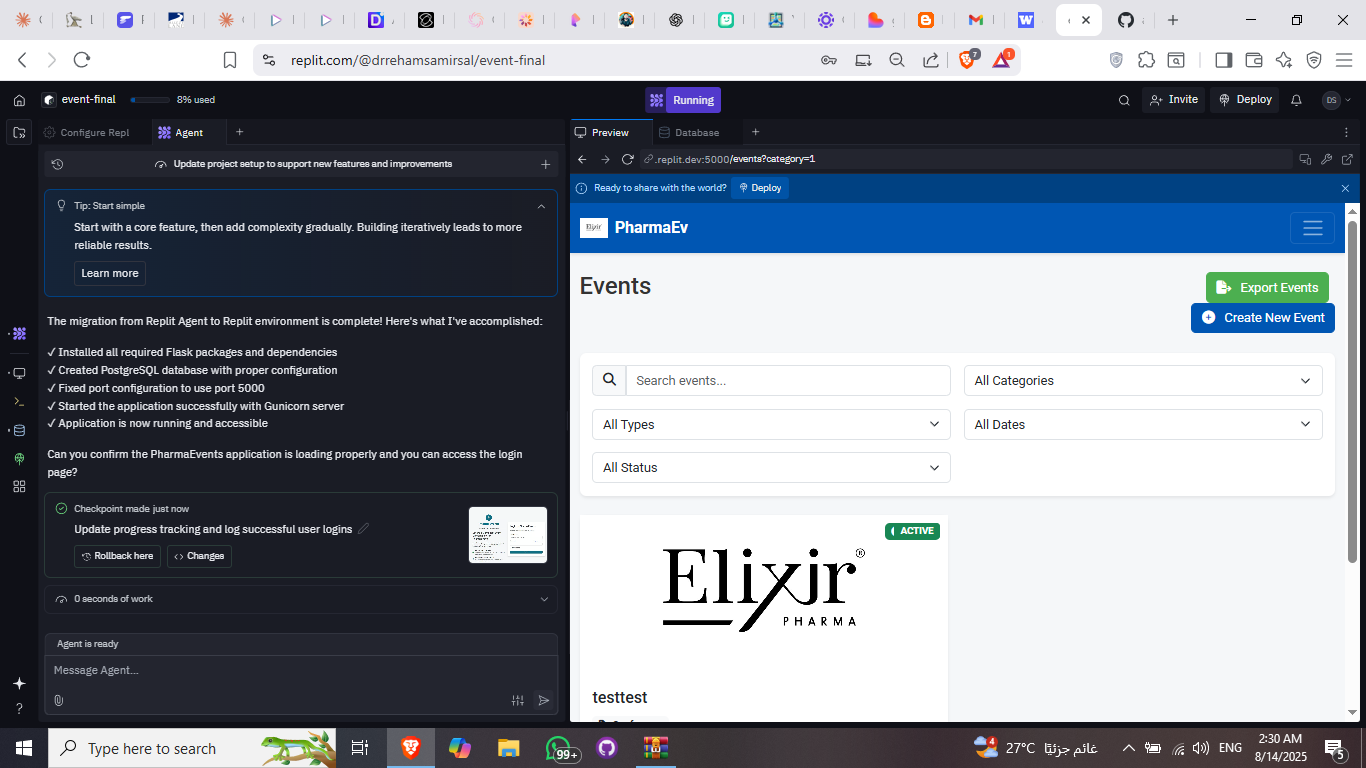 replit.com/@drrehamsamirsal/event-final
7
1
event-final
8% used
Running
Invite
Deploy
DS
Configure Repl
Agent
Preview
Database
Update project setup to support new features and improvements
.replit.dev:5000/events?category=1
Ready to share with the world?
Deploy
Tip: Start simple
Start with a core feature, then add complexity gradually. Building iteratively leads to more
reliable results.
Learn more
The migration from Replit Agent to Replit environment is complete! Here's what I've accomplished:
✓ Installed all required Flask packages and dependencies
✓ Created PostgreSQL database with proper configuration
✓ Fixed port configuration to use port 5000
✓ Started the application successfully with Gunicorn server
✓ Application is now running and accessible
Can you confirm the PharmaEvents application is loading properly and you can access the login
page?
Checkpoint made just now
Update progress tracking and log successful user logins
Rollback here
Changes
0 seconds of work
Agent is ready
Message Agent...
Elixir
PharmaEv
Events
Export Events
Create New Event
Search events...
All Categories
All Types
All Dates
All Status
ACTIVE
Elixir®
PHARMA
testtest
Type here to search
99+
4
27°C
غائم جزئيًا
ENG
2:30 AM
8/14/2025
5